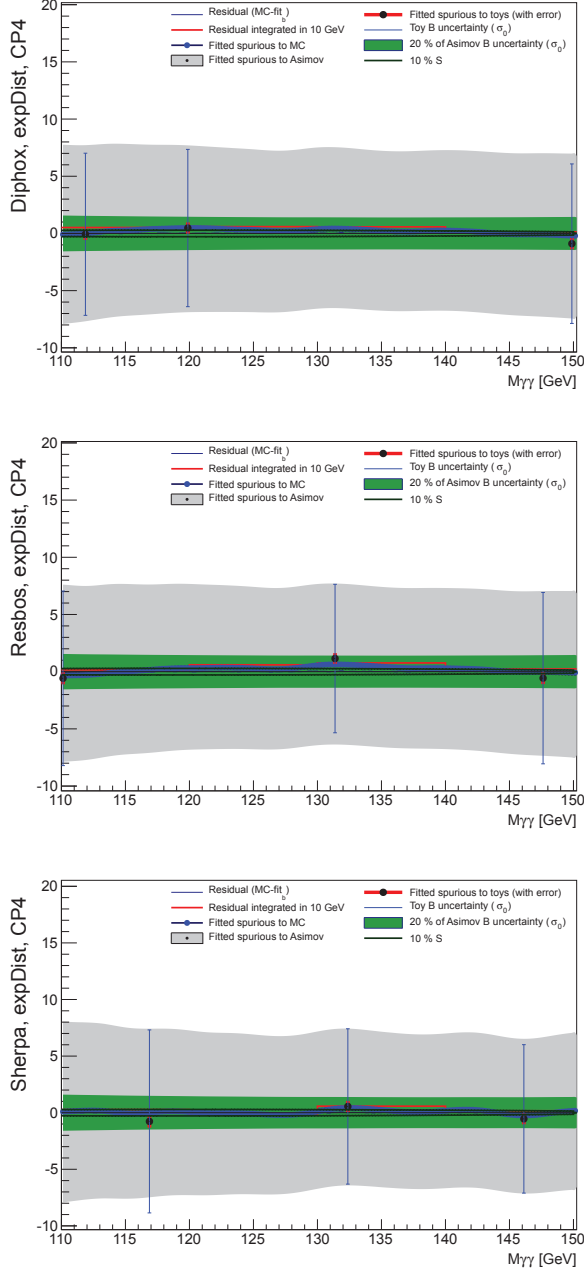 Diphox, expDist, CP4
Residual (MC-fit_b)
Residual integrated in 10 GeV
Fitted spurious to MC
Fitted spurious to Asimov
Fitted spurious to toys (with error)
Toy B uncertainty (σ_0)
20 % of Asimov B uncertainty (σ_0)
10 % S
20
15
10
5
0
-5
-10
110 115 120 125 130 135 140 145 150
Mγγ [GeV]
Resbos, expDist, CP4
Residual (MC-fit_b)
Residual integrated in 10 GeV
Fitted spurious to MC
Fitted spurious to Asimov
Fitted spurious to toys (with error)
Toy B uncertainty (σ_0)
20 % of Asimov B uncertainty (σ_0)
10 % S
20
15
10
5
0
-5
-10
110 115 120 125 130 135 140 145 150
Mγγ [GeV]
Sherpa, expDist, CP4
Residual (MC-fit_b)
Residual integrated in 10 GeV
Fitted spurious to MC
Fitted spurious to Asimov
Fitted spurious to toys (with error)
Toy B uncertainty (σ_0)
20 % of Asimov B uncertainty (σ_0)
10 % S
20
15
10
5
0
-5
-10
110 115 120 125 130 135 140 145 150
Mγγ [GeV]